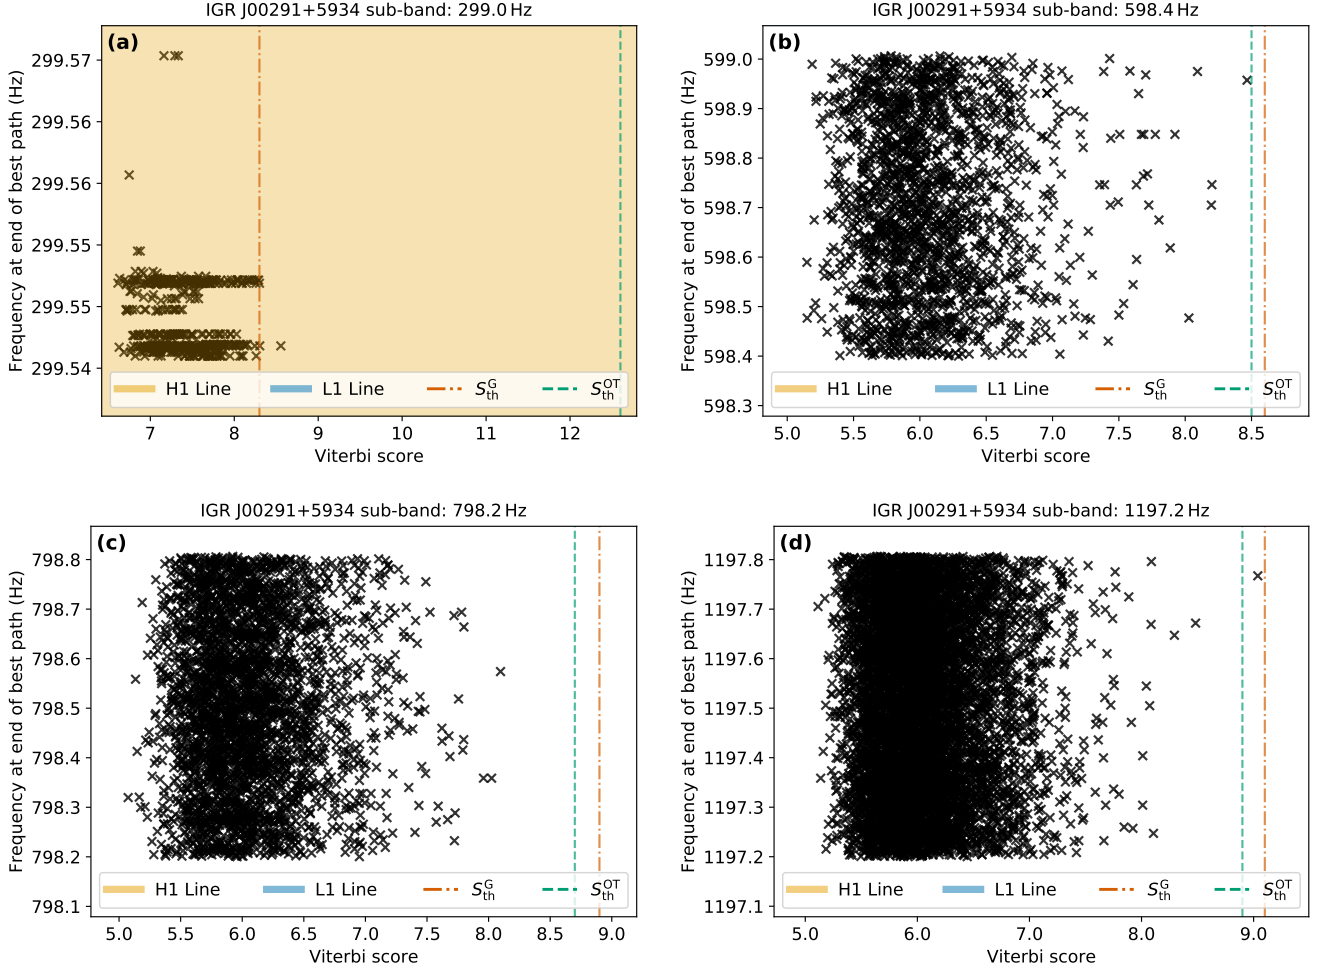 IGR J00291+5934 sub-band: 299.0 Hz
(a)
Frequency at end of best path (Hz)
299.57
299.56
299.56
299.55
299.55
299.54
H1 Line
L1 Line
S_th^G
S_th^OT
7 8 9 10 11 12
Viterbi score
IGR J00291+5934 sub-band: 598.4 Hz
(b)
Frequency at end of best path (Hz)
599.0
598.9
598.8
598.7
598.6
598.5
598.4
598.3
H1 Line
L1 Line
S_th^G
S_th^OT
5.0 5.5 6.0 6.5 7.0 7.5 8.0 8.5
Viterbi score
IGR J00291+5934 sub-band: 798.2 Hz
(c)
Frequency at end of best path (Hz)
798.8
798.7
798.6
798.5
798.4
798.3
798.2
798.1
H1 Line
L1 Line
S_th^G
S_th^OT
5.0 5.5 6.0 6.5 7.0 7.5 8.0 8.5 9.0
Viterbi score
IGR J00291+5934 sub-band: 1197.2 Hz
(d)
Frequency at end of best path (Hz)
1197.8
1197.7
1197.6
1197.5
1197.4
1197.3
1197.2
1197.1
H1 Line
L1 Line
S_th^G
S_th^OT
5.0 6.0 7.0 8.0 9.0
Viterbi score